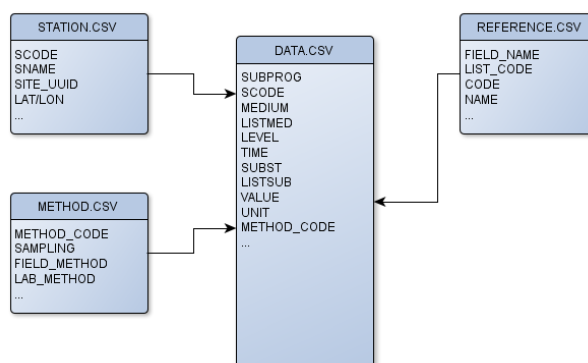 STATION.CSV
SCODE
SNAME
SITE_UUID
LAT/LON
...
METHOD.CSV
METHOD_CODE
SAMPLING
FIELD_METHOD
LAB_METHOD
...
DATA.CSV
SUBPROG
SCODE
MEDIUM
LISTMED
LEVEL
TIME
SUBST
LISTSUB
VALUE
UNIT
METHOD_CODE
...
REFERENCE.CSV
FIELD_NAME
LIST_CODE
CODE
NAME
...